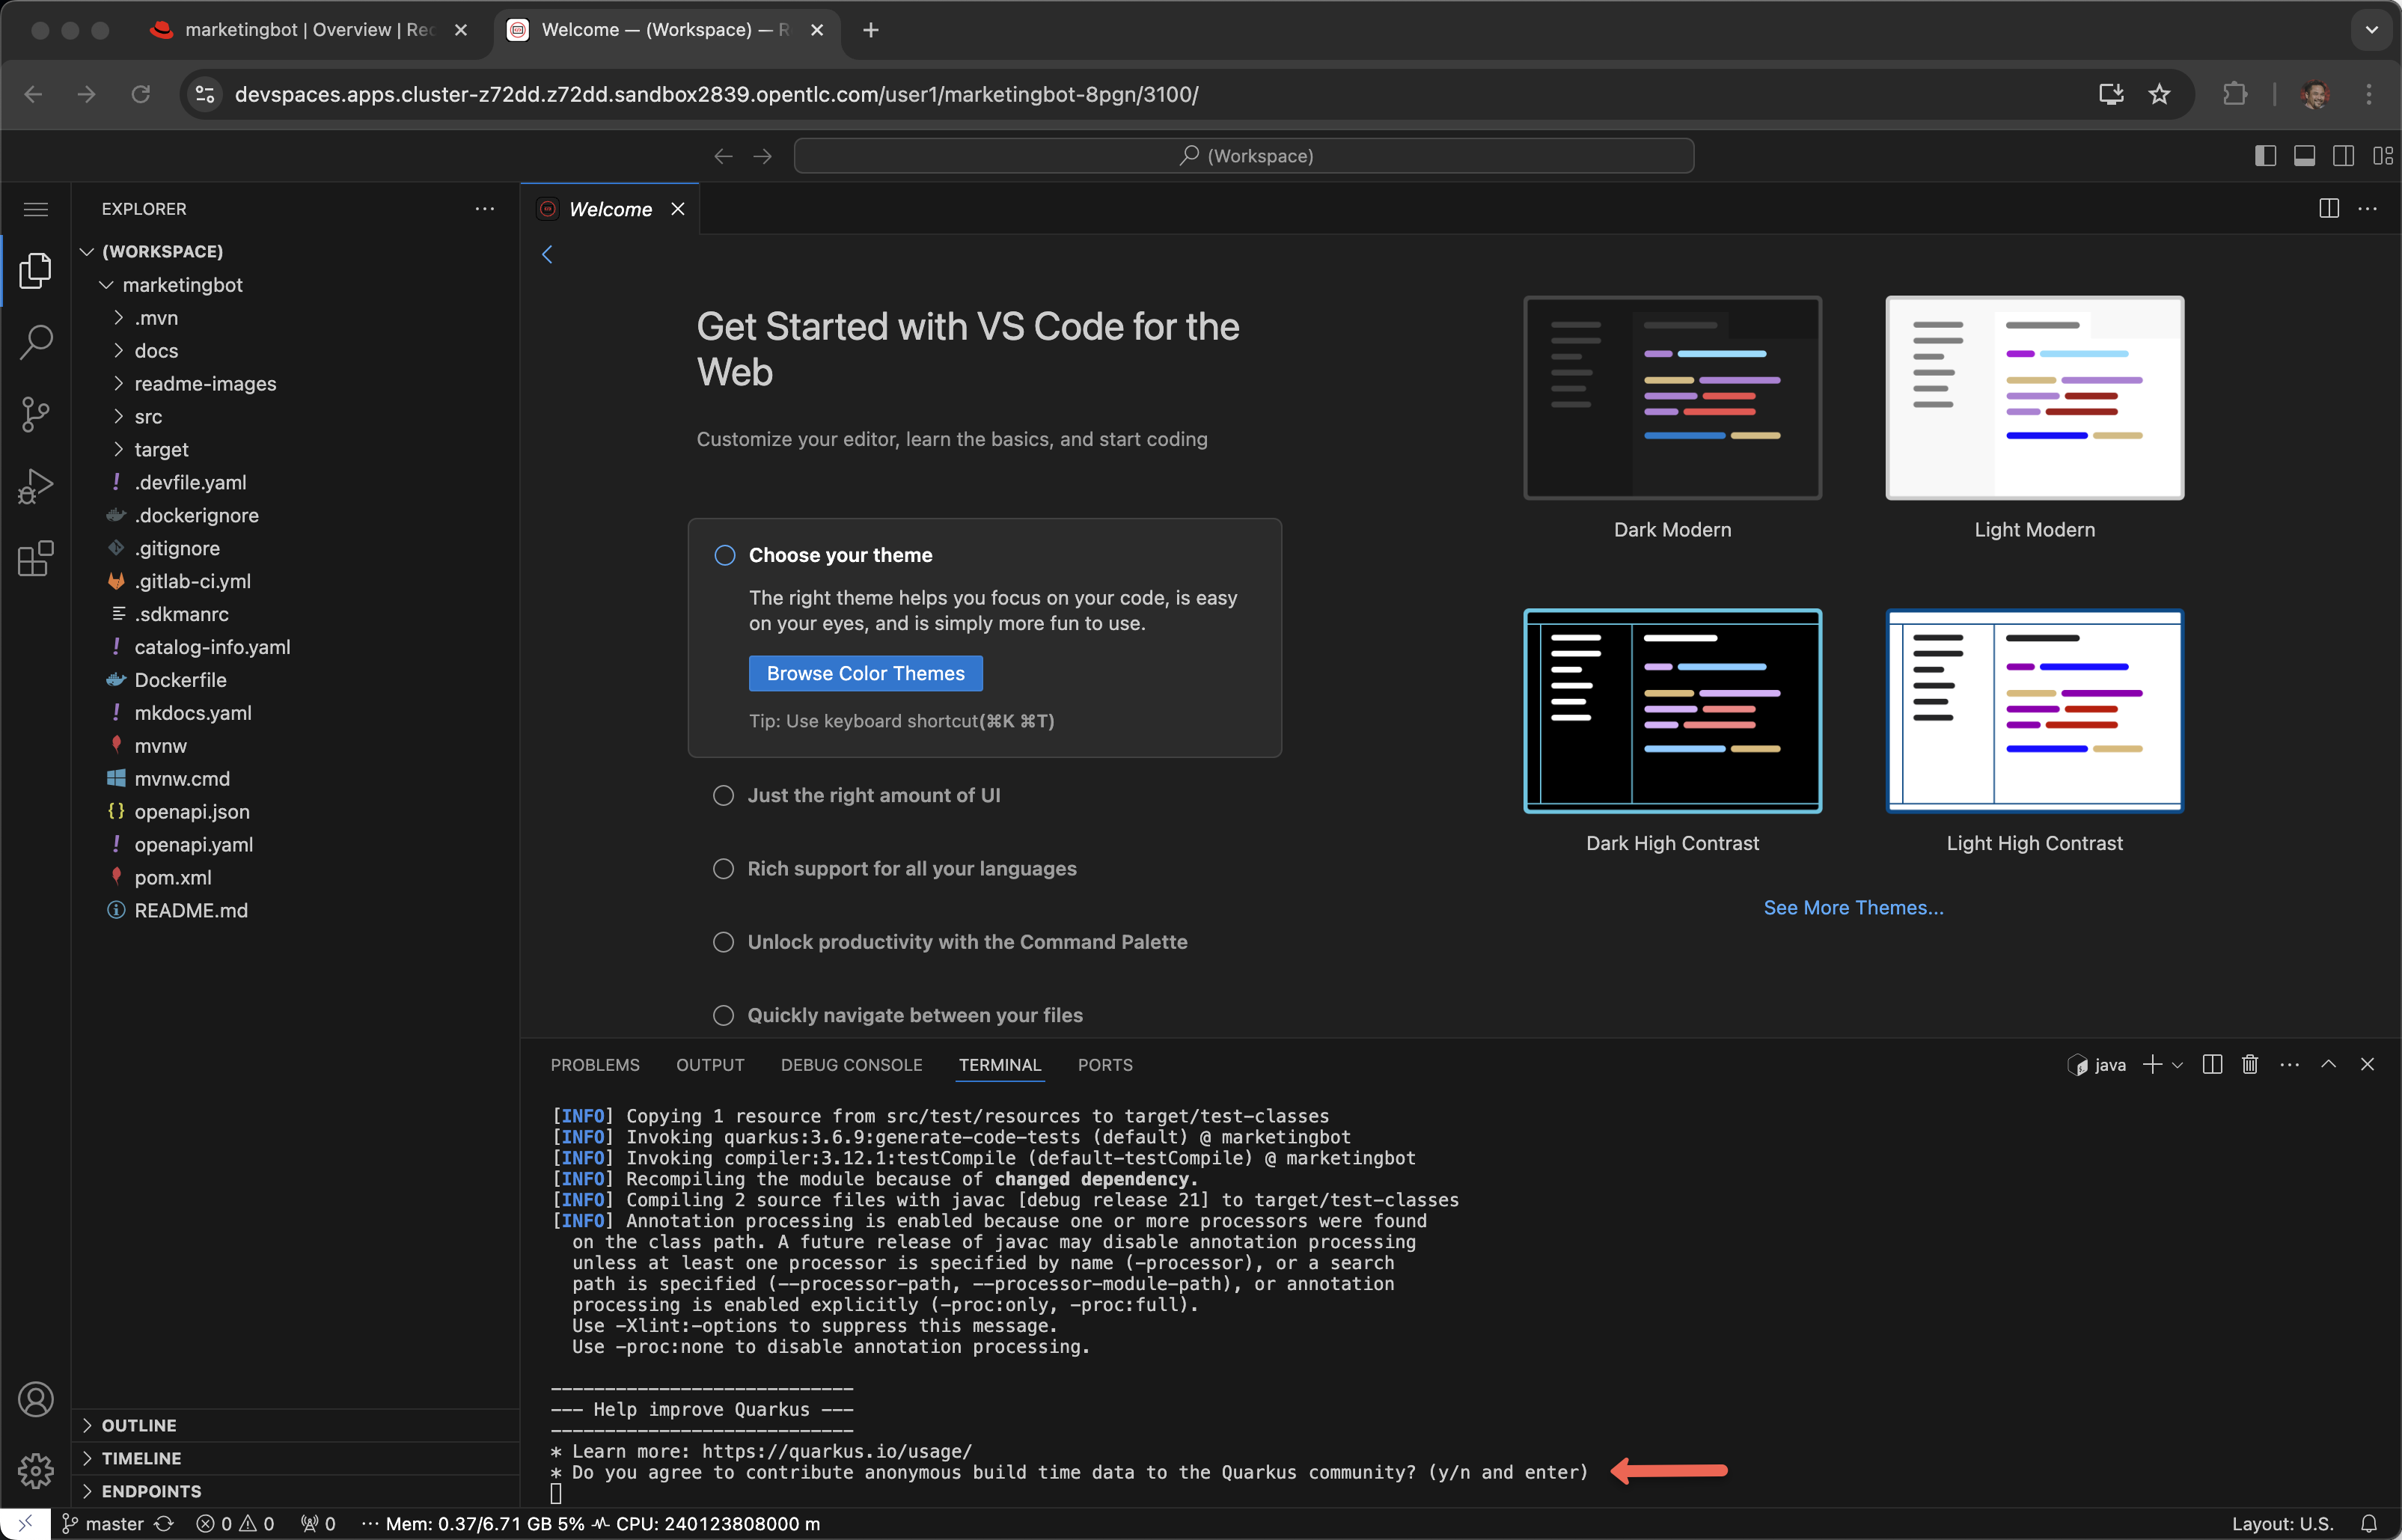 marketingbot | Overview | Red
Welcome — (Workspace) — R
devspaces.apps.cluster-z72dd.z72dd.sandbox2839.opentlc.com/user1/marketingbot-8pgn/3100/
(Workspace)
EXPLORER
(WORKSPACE)
marketingbot
.mvn
docs
readme-images
src
target
.devfile.yaml
.dockerignore
.gitignore
.gitlab-ci.yml
.sdkmanrc
catalog-info.yaml
Dockerfile
mkdocs.yaml
mvnw
mvnw.cmd
openapi.json
openapi.yaml
pom.xml
README.md
OUTLINE
TIMELINE
ENDPOINTS
Welcome
Get Started with VS Code for the
Web
Customize your editor, learn the basics, and start coding
Choose your theme
The right theme helps you focus on your code, is easy
on your eyes, and is simply more fun to use.
Browse Color Themes
Tip: Use keyboard shortcut(⌘K ⌘T)
Just the right amount of UI
Rich support for all your languages
Unlock productivity with the Command Palette
Quickly navigate between your files
Dark Modern
Light Modern
Dark High Contrast
Light High Contrast
See More Themes...
PROBLEMS OUTPUT DEBUG CONSOLE TERMINAL PORTS
java
[INFO] Copying 1 resource from src/test/resources to target/test-classes
[INFO] Invoking quarkus:3.6.9:generate-code-tests (default) @ marketingbot
[INFO] Invoking compiler:3.12.1:testCompile (default-testCompile) @ marketingbot
[INFO] Recompiling the module because of changed dependency.
[INFO] Compiling 2 source files with javac [debug release 21] to target/test-classes
[INFO] Annotation processing is enabled because one or more processors were found
on the class path. A future release of javac may disable annotation processing
unless at least one processor is specified by name (-processor), or a search
path is specified (--processor-path, --processor-module-path), or annotation
processing is enabled explicitly (-proc:only, -proc:full).
Use -Xlint:-options to suppress this message.
Use -proc:none to disable annotation processing.
----------------------------
--- Help improve Quarkus ---
----------------------------
* Learn more: https://quarkus.io/usage/
* Do you agree to contribute anonymous build time data to the Quarkus community? (y/n and enter)
master 0 0 0 ··· Mem: 0.37/6.71 GB 5% CPU: 240123808000 m
Layout: U.S.